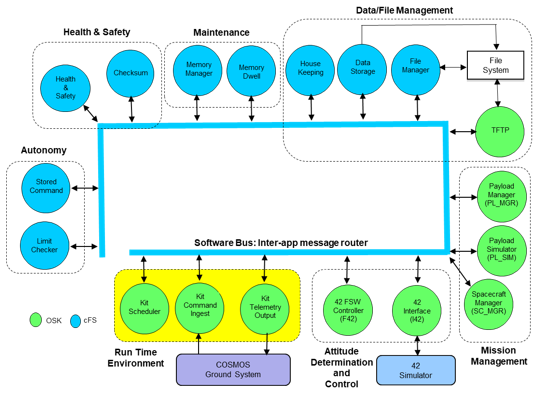 Data/File Management
Health & Safety
Maintenance
Health
&
Safety
Checksum
Memory
Manager
Memory
Dwell
House
Keeping
Data
Storage
File
Manager
File
System
TFTP
Autonomy
Stored
Command
Limit
Checker
Payload
Manager
(PL_MGR)
Payload
Simulator
(PL_SIM)
Spacecraft
Manager
(SC_MGR)
Software Bus: Inter-app message router
Kit
Scheduler
Kit
Command
Ingest
Kit
Telemetry
Output
42 FSW
Controller
(F42)
42
Interface
(I42)
OSK
cFS
Run Time
Environment
COSMOS
Ground System
Attitude
Determination
and
Control
42
Simulator
Mission
Management